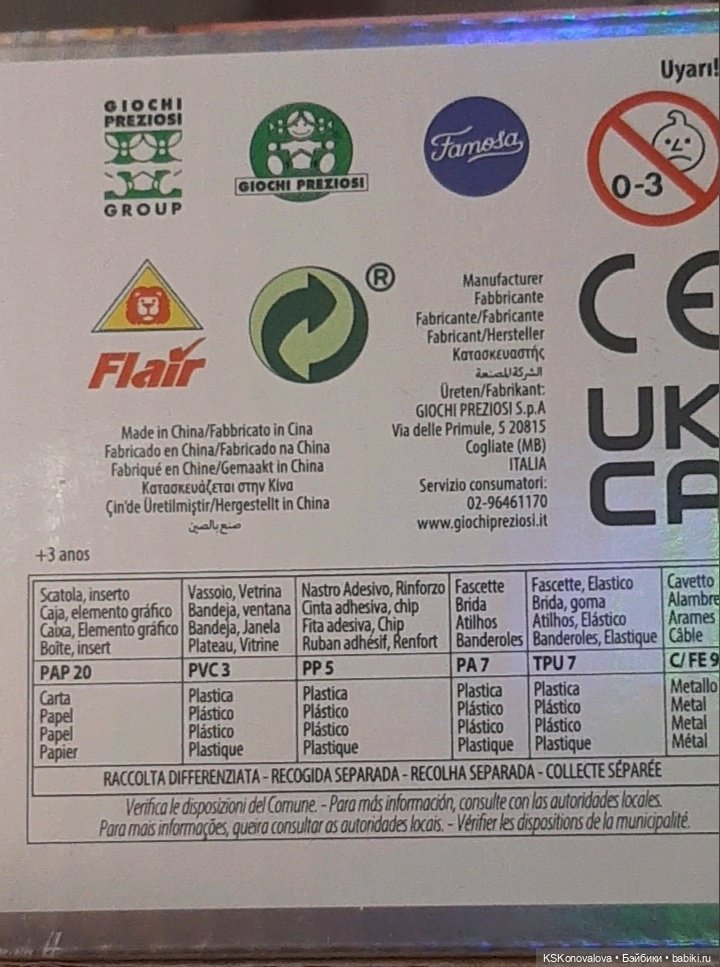 Uyarı!
GIOCHI
PREZIOSI
GROUP
GIOCHI PREZIOSI
Famosa
0-3
Flair
®
Manufacturer
Fabbricante
Fabricante/Fabricante
Fabricant/Hersteller
Κατασκευαστής
الشركة المصنعة
Üreten/Fabrikant:
GIOCHI PREZIOSI S.p.A
Via delle Primule, 5 20815
Cogliate (MB)
ITALIA
Servizio consumatori:
02-96461170
www.giochipreziosi.it
CE
UK
CA
Made in China/Fabbricato in Cina
Fabricado en China/Fabricado na China
Fabriqué en Chine/Gemaakt in China
Κατασκευάζεται στην Κίνα
Çin'de Üretilmiştir/Hergestellt in China
صنع بالصين
+3 anos
Scatola, inserto
Caja, elemento gráfico
Caixa, Elemento gráfico
Boîte, insert
Vassoio, Vetrina
Bandeja, ventana
Bandeja, Janela
Plateau, Vitrine
Nastro Adesivo, Rinforzo
Cinta adhesiva, chip
Fita adesiva, Chip
Ruban adhésif, Renfort
Fascette
Brida
Atilhos
Banderoles
Fascette, Elastico
Brida, goma
Atilhos, Elástico
Banderoles, Elastique
Cavetto
Alambre
Arames
Câble
PAP 20 PVC 3 PP 5 PA 7 TPU 7 C/FE 9
Carta
Papel
Papel
Papier
Plastica
Plástico
Plástico
Plastique
Plastica
Plástico
Plástico
Plastique
Plastica
Plástico
Plástico
Plastique
Plastica
Plástico
Plástico
Plastique
Metallo
Metal
Metal
Métal
RACCOLTA DIFFERENZIATA - RECOGIDA SEPARADA - RECOLHA SEPARADA - COLLECTE SÉPARÉE
Verifica le disposizioni del Comune. - Para más información, consulte con las autoridades locales.
Para mais informações, queira consultar as autoridades locais. - Vérifier les dispositions de la municipalité.
KSKonovalova • Бэйбики • babiki.ru